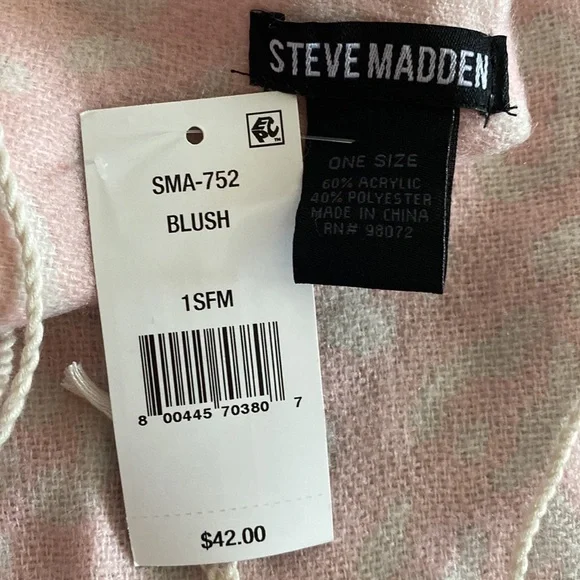 STEVE MADDEN
ONE SIZE
60% ACRYLIC
40% POLYESTER
MADE IN CHINA
RN# 98072
EPC
SMA-752
BLUSH
1SFM
8 00445 70380 7
$42.00